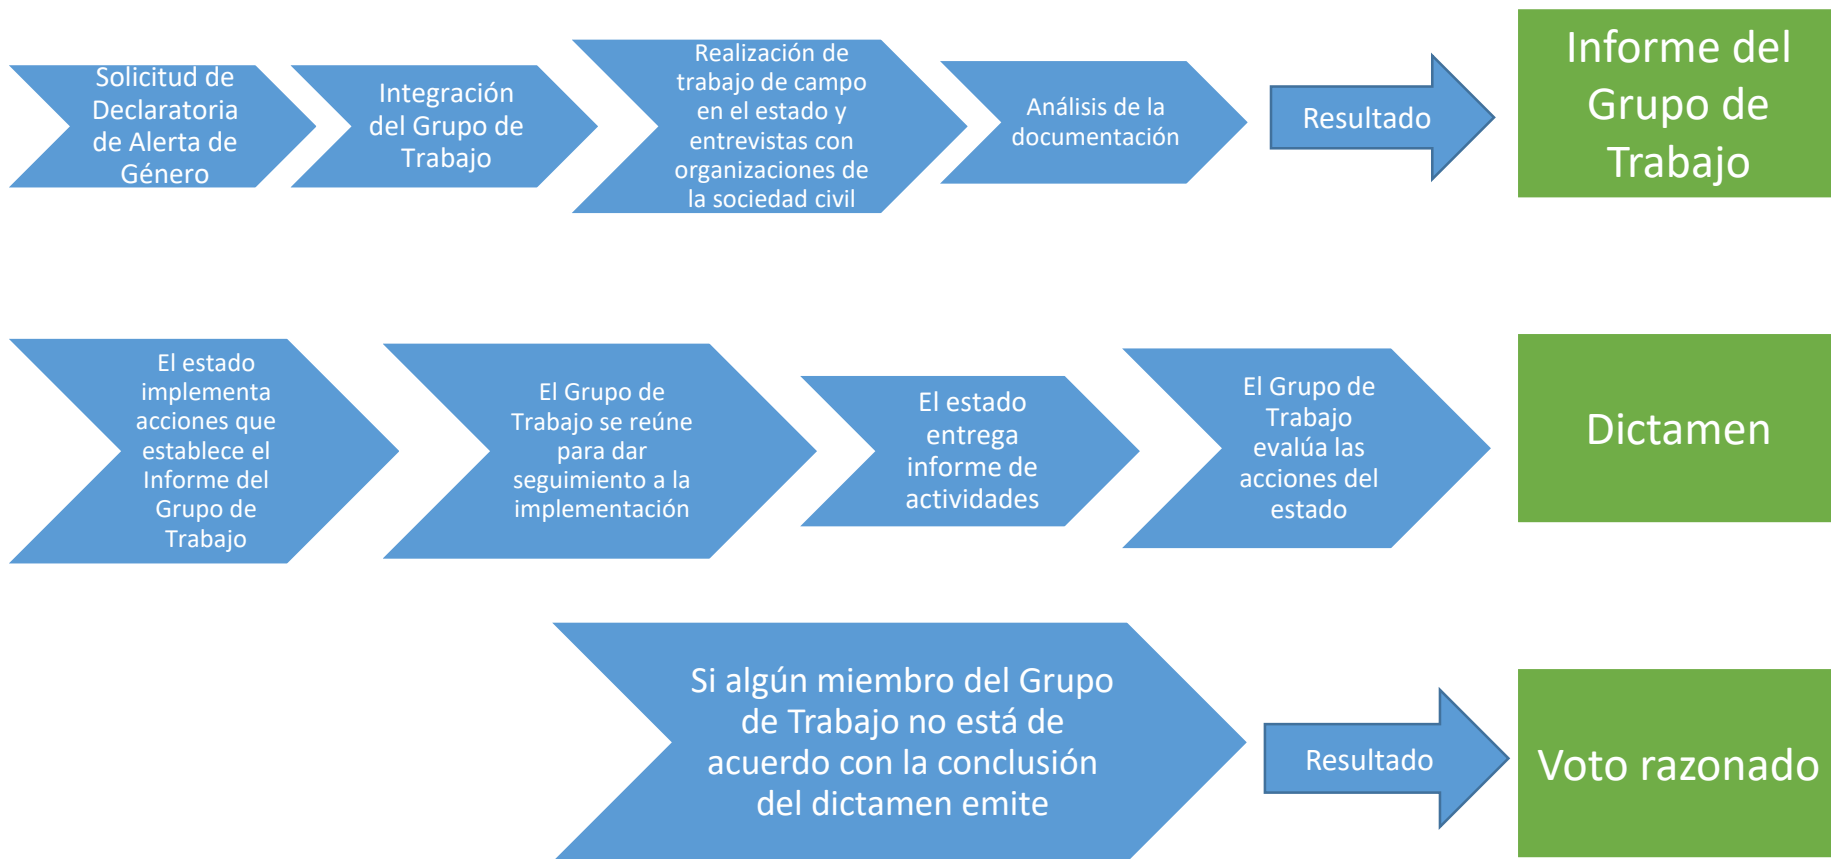 Solicitud de
Declaratoria
de Alerta de
Género
Integración
del Grupo de
Trabajo
Realización de
trabajo de campo
en el estado y
entrevistas con
organizaciones de
la sociedad civil
Análisis de la
documentación
Resultado
Informe del
Grupo de
Trabajo
El estado
implementa
acciones que
establece el
Informe del
Grupo de
Trabajo
El Grupo de
Trabajo se reúne
para dar
seguimiento a la
implementación
El estado
entrega
informe de
actividades
El Grupo de
Trabajo
evalúa las
acciones del
estado
Dictamen
Si algún miembro del Grupo
de Trabajo no está de
acuerdo con la conclusión
del dictamen emite
Resultado
Voto razonado